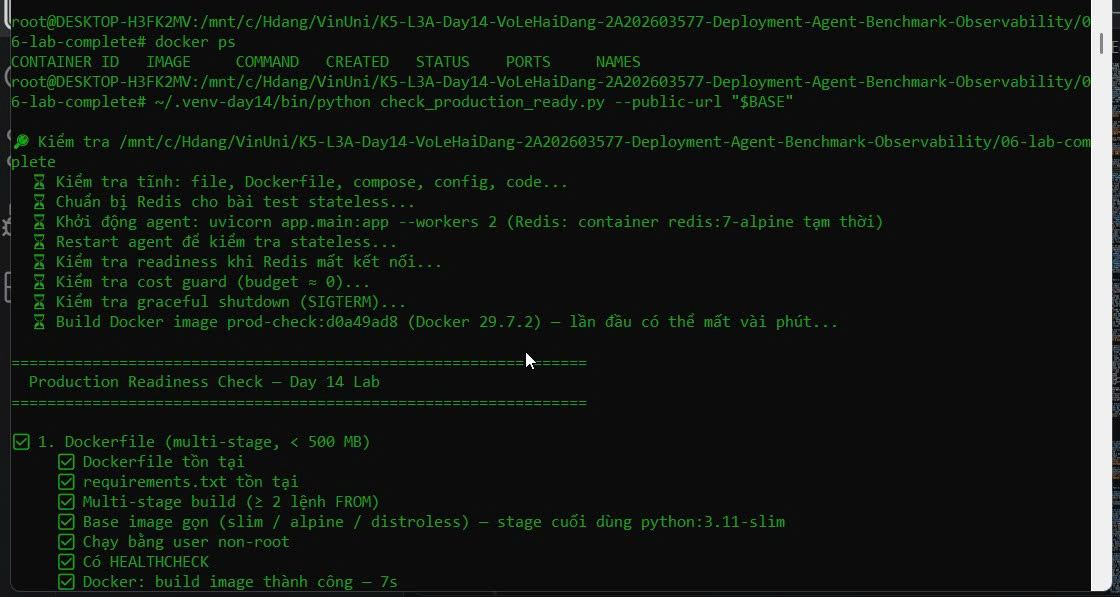 root@DESKTOP-H3FK2MV:/mnt/c/Hdang/VinUni/K5-L3A-Day14-VoLeHaiDang-2A202603577-Deployment-Agent-Benchmark-Observability/0
6-lab-complete# docker ps
CONTAINER ID   IMAGE     COMMAND   CREATED   STATUS    PORTS     NAMES
root@DESKTOP-H3FK2MV:/mnt/c/Hdang/VinUni/K5-L3A-Day14-VoLeHaiDang-2A202603577-Deployment-Agent-Benchmark-Observability/0
6-lab-complete# ~/.venv-day14/bin/python check_production_ready.py --public-url "$BASE"
🔎 Kiểm tra /mnt/c/Hdang/VinUni/K5-L3A-Day14-VoLeHaiDang-2A202603577-Deployment-Agent-Benchmark-Observability/06-lab-com
plete
⏳ Kiểm tra tĩnh: file, Dockerfile, compose, config, code...
⏳ Chuẩn bị Redis cho bài test stateless...
⏳ Khởi động agent: uvicorn app.main:app --workers 2 (Redis: container redis:7-alpine tạm thời)
⏳ Restart agent để kiểm tra stateless...
⏳ Kiểm tra readiness khi Redis mất kết nối...
⏳ Kiểm tra cost guard (budget ≈ 0)...
⏳ Kiểm tra graceful shutdown (SIGTERM)...
⏳ Build Docker image prod-check:d0a49ad8 (Docker 29.7.2) — lần đầu có thể mất vài phút...
================================================================
Production Readiness Check — Day 14 Lab
================================================================
✅ 1. Dockerfile (multi-stage, < 500 MB)
✅ Dockerfile tồn tại
✅ requirements.txt tồn tại
✅ Multi-stage build (≥ 2 lệnh FROM)
✅ Base image gọn (slim / alpine / distroless) — stage cuối dùng python:3.11-slim
✅ Chạy bằng user non-root
✅ Có HEALTHCHECK
✅ Docker: build image thành công — 7s